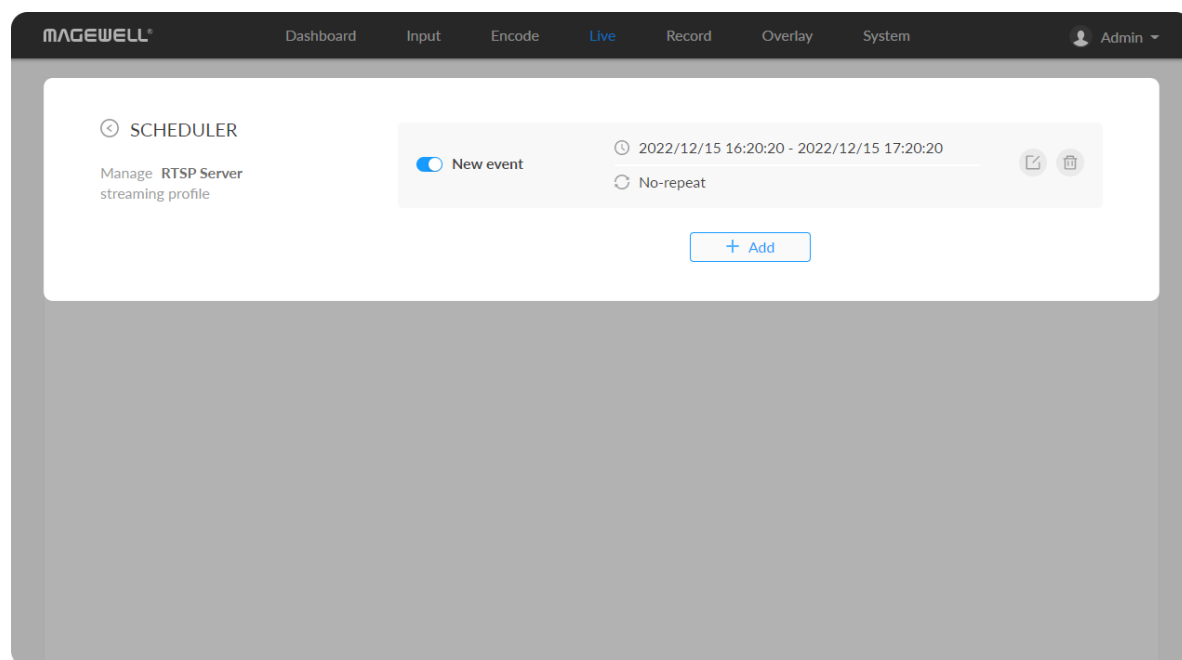 MAGEWELL®
Dashboard
Input
Encode
Live
Record
Overlay
System
Admin
SCHEDULER
Manage RTSP Server
streaming profile
New event
2022/12/15 16:20:20 - 2022/12/15 17:20:20
No-repeat
+ Add